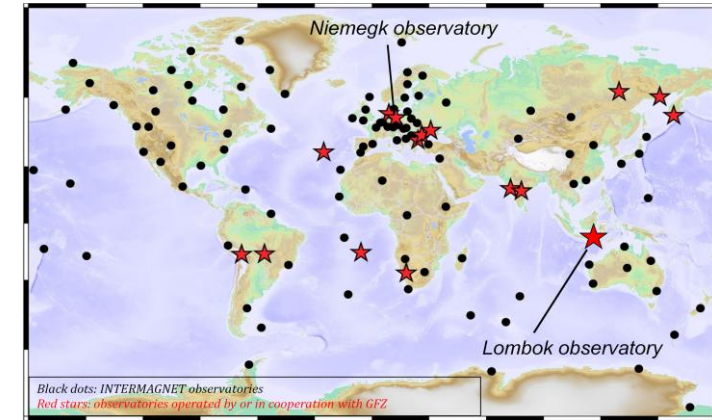 Niemegk observatory
Lombok observatory
Black dots: INTERMAGNET observatories
Red stars: observatories operated by or in cooperation with GFZ